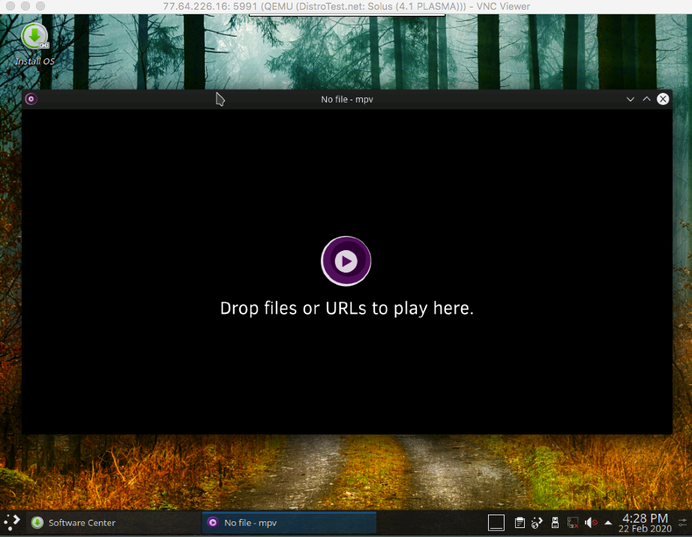 77.64.226.16: 5991 (QEMU (DistroTest.net: Solus (4.1 PLASMA))) - VNC Viewer
Install OS
No file - mpv
Drop files or URLs to play here.
Software Center
No file - mpv
4:28 PM
22 Feb 2020